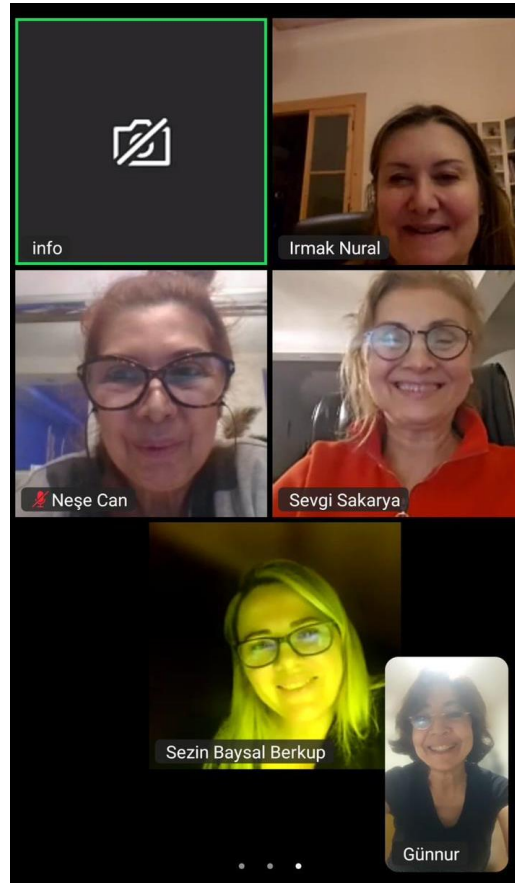 info
Irmak Nural
Neşe Can
Sevgi Sakarya
Sezin Baysal Berkup
Günnur